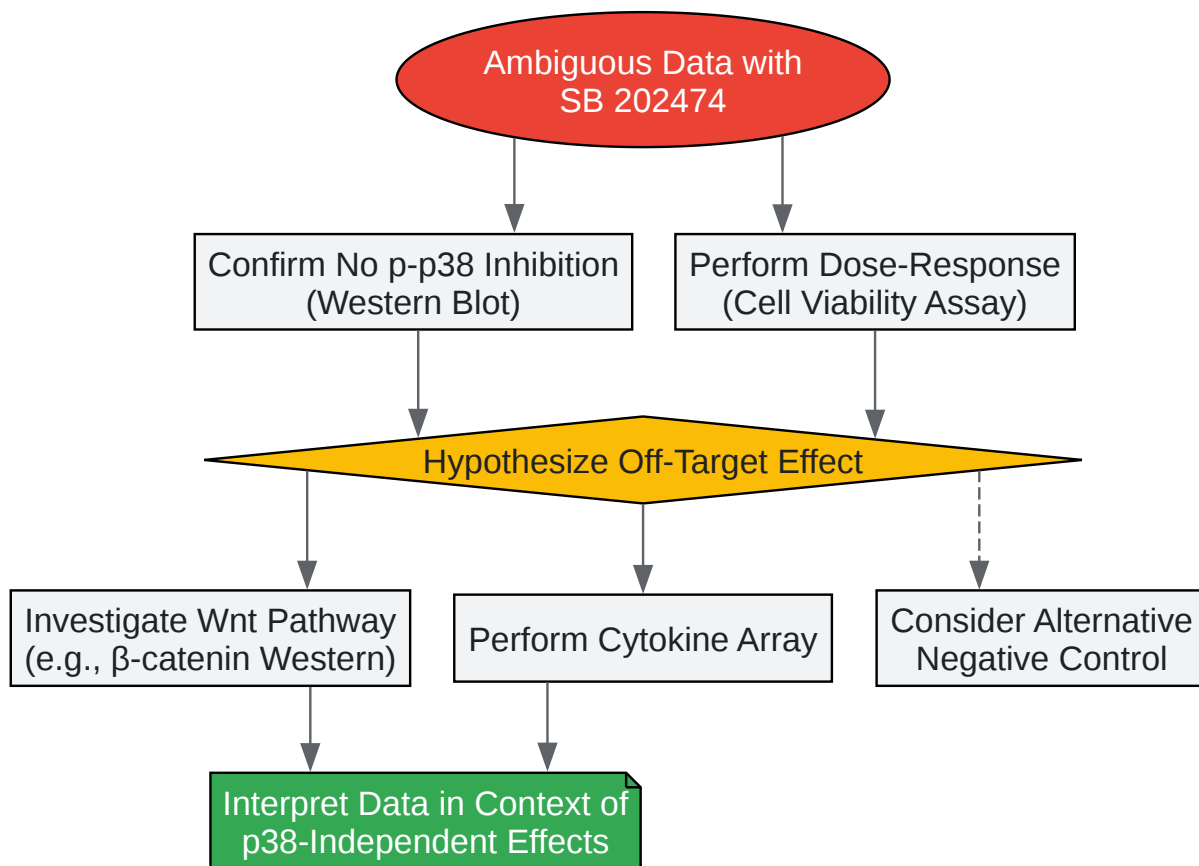 Ambiguous Data with
SB 202474
Confirm No p-p38 Inhibition
(Western Blot)
Perform Dose-Response
(Cell Viability Assay)
Hypothesize Off-Target Effect
Investigate Wnt Pathway
(e.g., β-catenin Western)
Perform Cytokine Array
Consider Alternative
Negative Control
Interpret Data in Context of
p38-Independent Effects